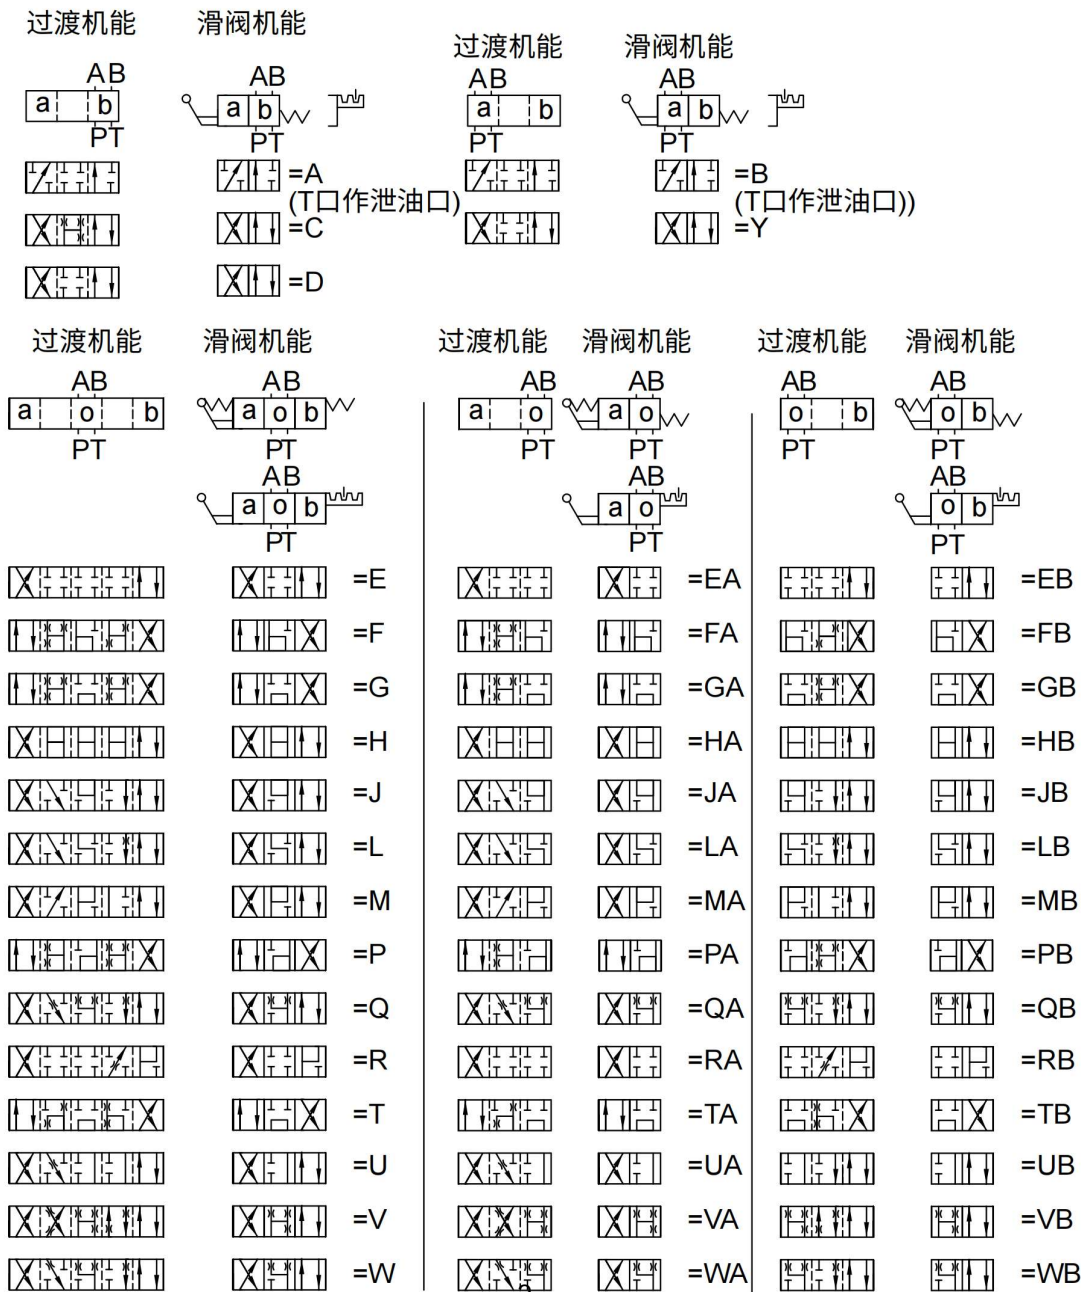 过渡机能 滑阀机能
过渡机能 滑阀机能
AB AB
AB AB
a b a b
b a b
PT PT
PT PT
=A
(T口作泄油口)
=B
(T口作泄油口))
=C
=Y
=D
过渡机能 滑阀机能 过渡机能 滑阀机能 过渡机能 滑阀机能
AB AB AB AB AB AB
a o b a o b a o a o o b o b
PT PT PT PT PT PT
AB AB AB
a o b a o o b
PT PT PT
=E =EA =EB
=F =FA =FB
=G =GA =GB
=H =HA =HB
=J =JA =JB
=L =LA =LB
=M =MA =MB
=P =PA =PB
=Q =QA =QB
=R =RA =RB
=T =TA =TB
=U =UA =UB
=V =VA =VB
=W =WA =WB